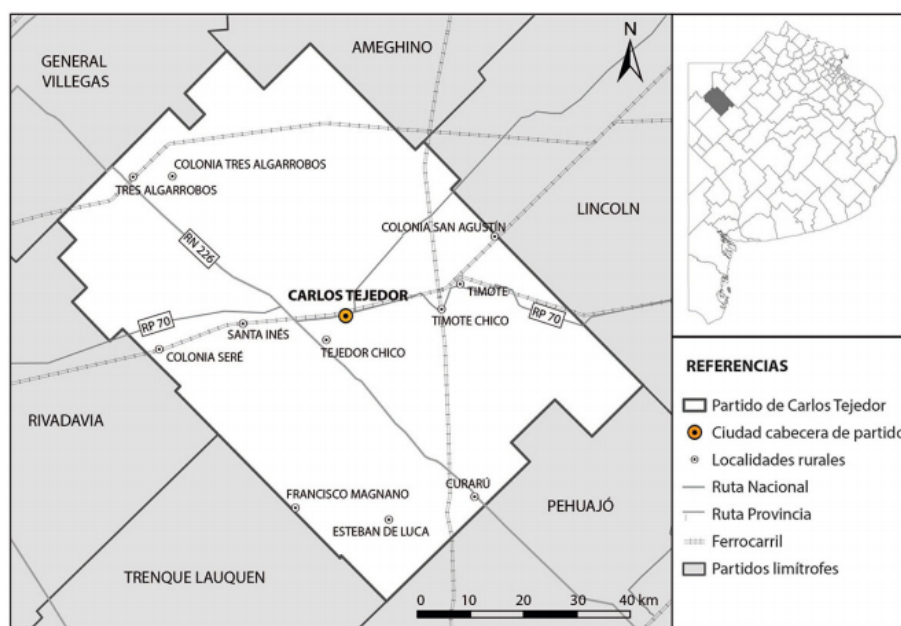 GENERAL
VILLEGAS
AMEGHINO
N
COLONIA TRES ALGARROBOS
TRES ALGARROBOS
LINCOLN
COLONIA SAN AGUSTÍN
RN 226
CARLOS TEJEDOR
TIMOTE
RP 70
RP 70
SANTA INÉS
TIMOTE CHICO
TEJEDOR CHICO
COLONIA SERÉ
RIVADAVIA
CURARÚ
FRANCISCO MAGNANO
PEHUAJÓ
ESTEBAN DE LUCA
TRENQUE LAUQUEN
0 10 20 30 40 km
REFERENCIAS
Partido de Carlos Tejedor
Ciudad cabecera de partido
Localidades rurales
Ruta Nacional
Ruta Provincia
Ferrocarril
Partidos limítrofes